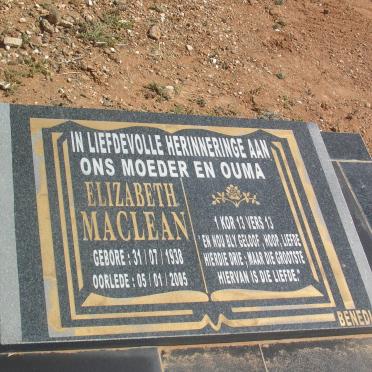 IN LIEFDEVOLLE HERINNERINGE AAN
ONS MOEDER EN OUMA
ELIZABETH
MACLEAN
GEBORE : 31 / 07 / 1938
OORLEDE : 05 / 01 / 2005
1 KOR 13 VERS 13
" EN NOU BLY GELOOF , HOOP , LIEFDE
HIERDIE DRIE : MAAR DIE GROOTSTE
HIERVAN IS DIE LIEFDE."